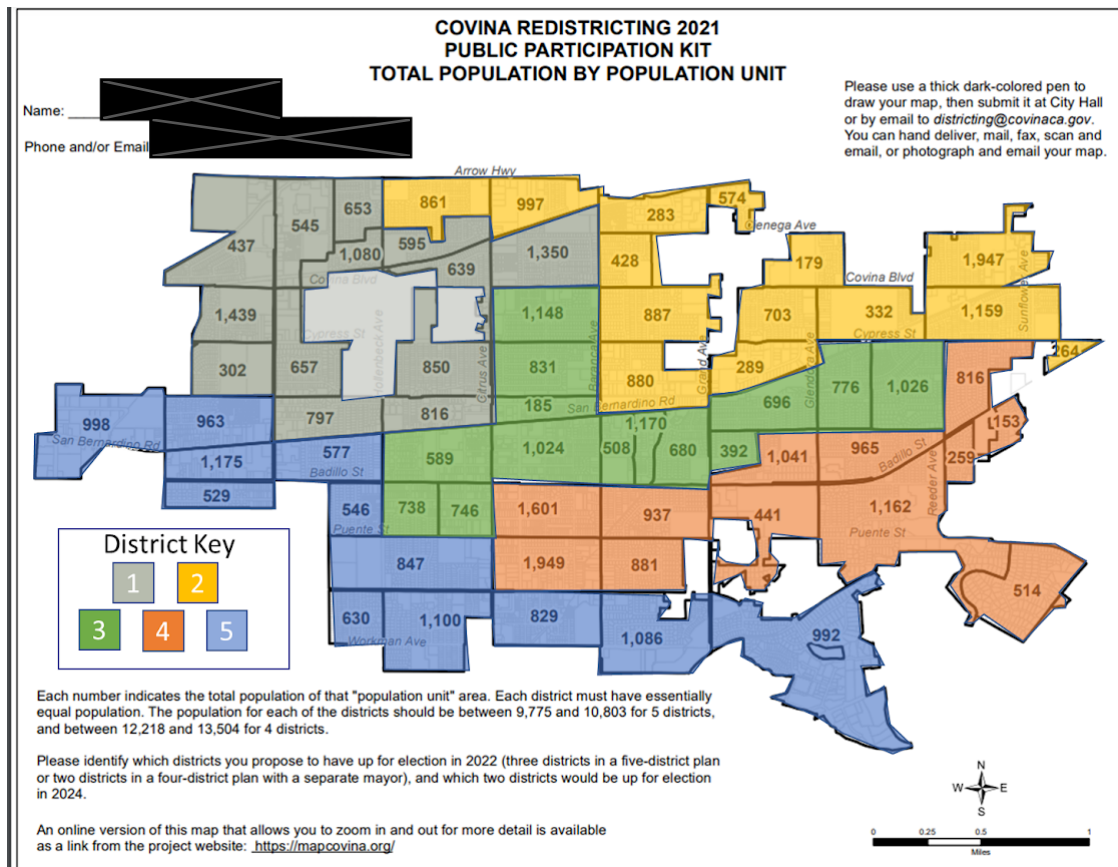 COVINA REDISTRICTING 2021
PUBLIC PARTICIPATION KIT
TOTAL POPULATION BY POPULATION UNIT
Name:
Phone and/or Email
Please use a thick dark-colored pen to
draw your map, then submit it at City Hall
or by email to districting@covinaca.gov.
You can hand deliver, mail, fax, scan and
email, or photograph and email your map.
Arrow Hwy
437
545
653
861
997
283
574
1,080
595
639
1,350
428
179
1,947
Covina Blvd
Covina Blvd
Sunflower Ave
1,439
1,148
887
703
332
1,159
Cypress St
Cypress St
Hollenbeck Ave
Citrus Ave
Baranca Ave
Grand Ave
Glendora Ave
302
657
850
831
880
289
776
1,026
816
264
998
963
797
816
185
San Bernardino Rd
696
153
San Bernardino Rd
1,175
577
Badillo St
589
1,024
508
1,170
680
392
1,041
965
Badillo St
259
Reeder Ave
529
546
738
746
1,601
937
441
1,162
Puente St
Puente St
847
1,949
881
514
630
1,100
829
1,086
992
Workman Ave
District Key
1
2
3
4
5
Each number indicates the total population of that "population unit" area. Each district must have essentially
equal population. The population for each of the districts should be between 9,775 and 10,803 for 5 districts,
and between 12,218 and 13,504 for 4 districts.
Please identify which districts you propose to have up for election in 2022 (three districts in a five-district plan
or two districts in a four-district plan with a separate mayor), and which two districts would be up for election
in 2024.
An online version of this map that allows you to zoom in and out for more detail is available
as a link from the project website: https://mapcovina.org/
N
W
E
S
0 0.25 0.5 1
Miles